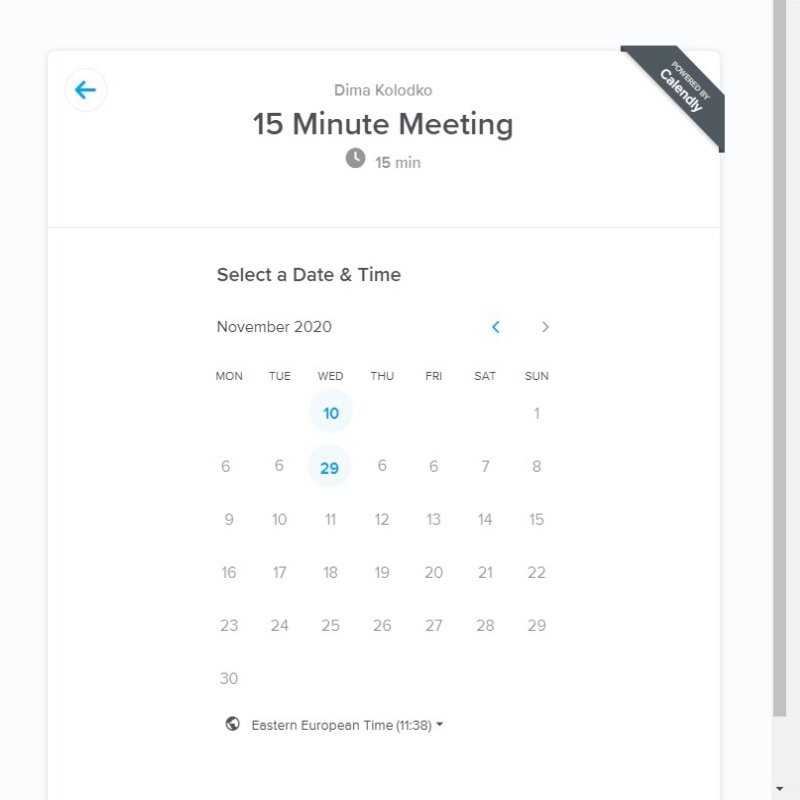 POWERED BY
Calendly
Dima Kolodko
15 Minute Meeting
15 min
Select a Date & Time
November 2020
MON TUE WED THU FRI SAT SUN
10 1
6 6 29 6 6 7 8
9 10 11 12 13 14 15
16 17 18 19 20 21 22
23 24 25 26 27 28 29
30
Eastern European Time (11:38)